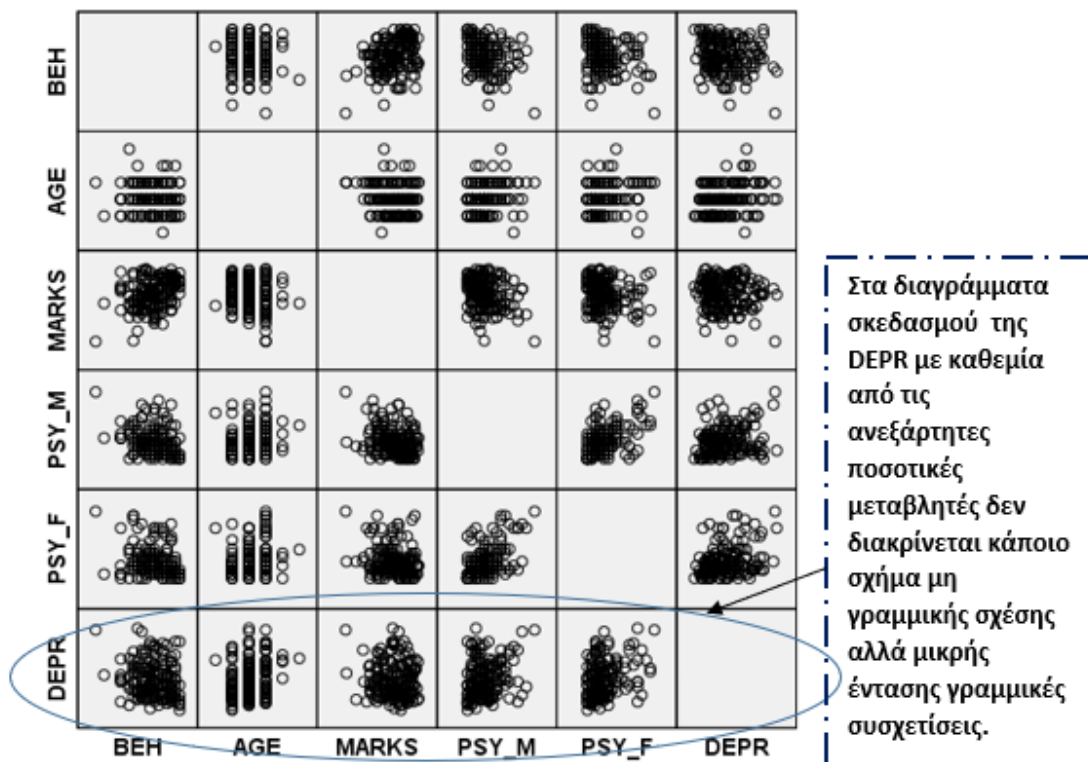 BEH
AGE
MARKS
PSY_M
PSY_F
DEPR
BEH AGE MARKS PSY_M PSY_F DEPR
Στα διαγράμματα
σκεδασμού της
DEPR με καθεμία
από τις
ανεξάρτητες
ποσοτικές
μεταβλητές δεν
διακρίνεται κάποιο
σχήμα μη
γραμμικής σχέσης
αλλά μικρής
έντασης γραμμικές
συσχετίσεις.